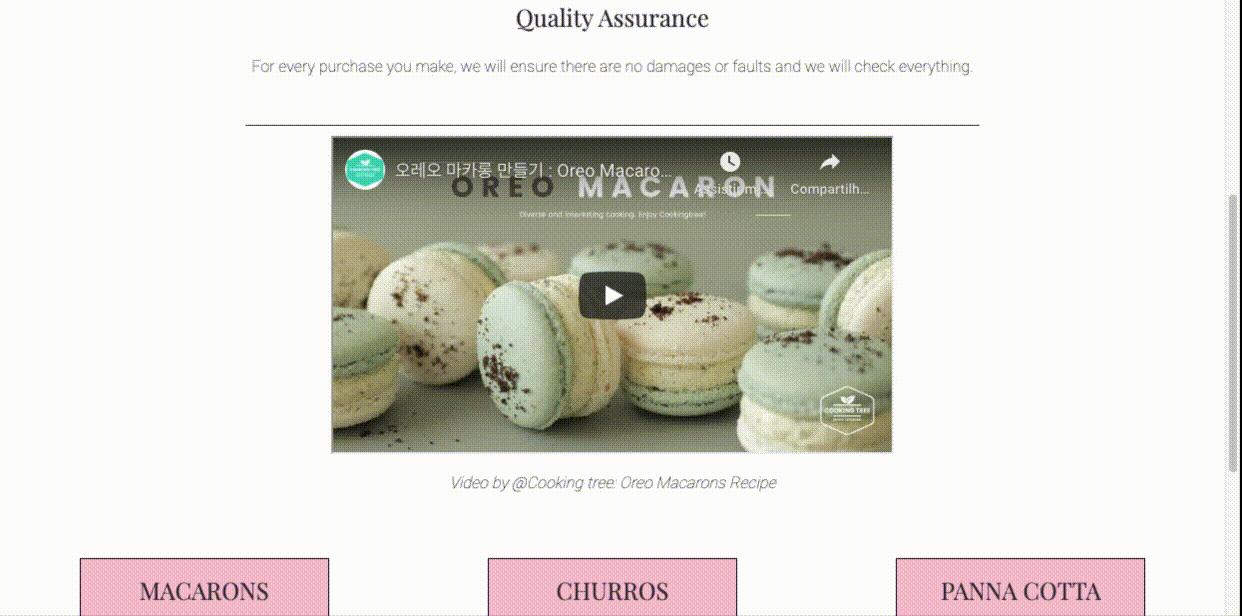 Quality Assurance
For every purchase you make, we will ensure there are no damages or faults and we will check everything.
오레오 마카롱 만들기 : Oreo Macaro...
Compartilh...
OREO MACARON
Diverse and interesting cooking. Enjoy Cookingtree!
COOKING TREE
Video by @Cooking tree: Oreo Macarons Recipe
MACARONS
CHURROS
PANNA COTTA